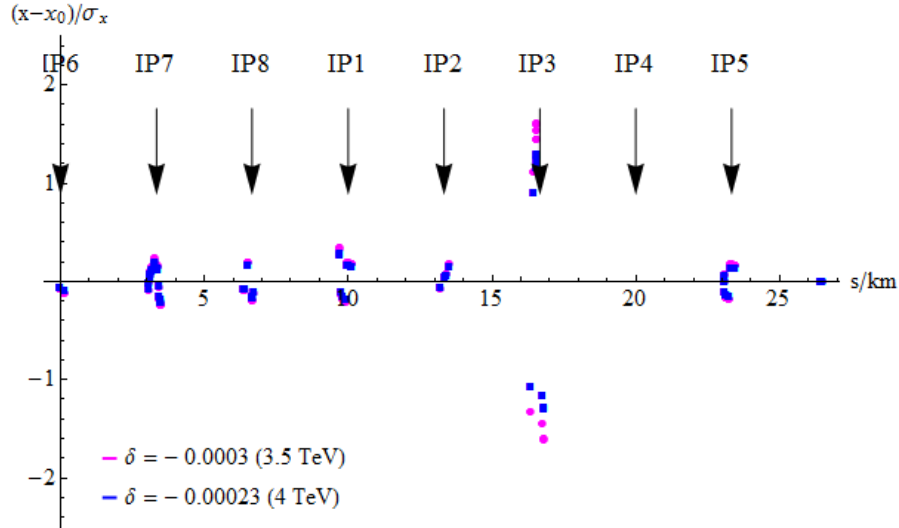 (x−x₀)/σₓ
IP6 IP7 IP8 IP1 IP2 IP3 IP4 IP5
2
1
5 10 15 20 25 s/km
−1
δ = − 0.0003 (3.5 TeV)
−2
δ = − 0.00023 (4 TeV)